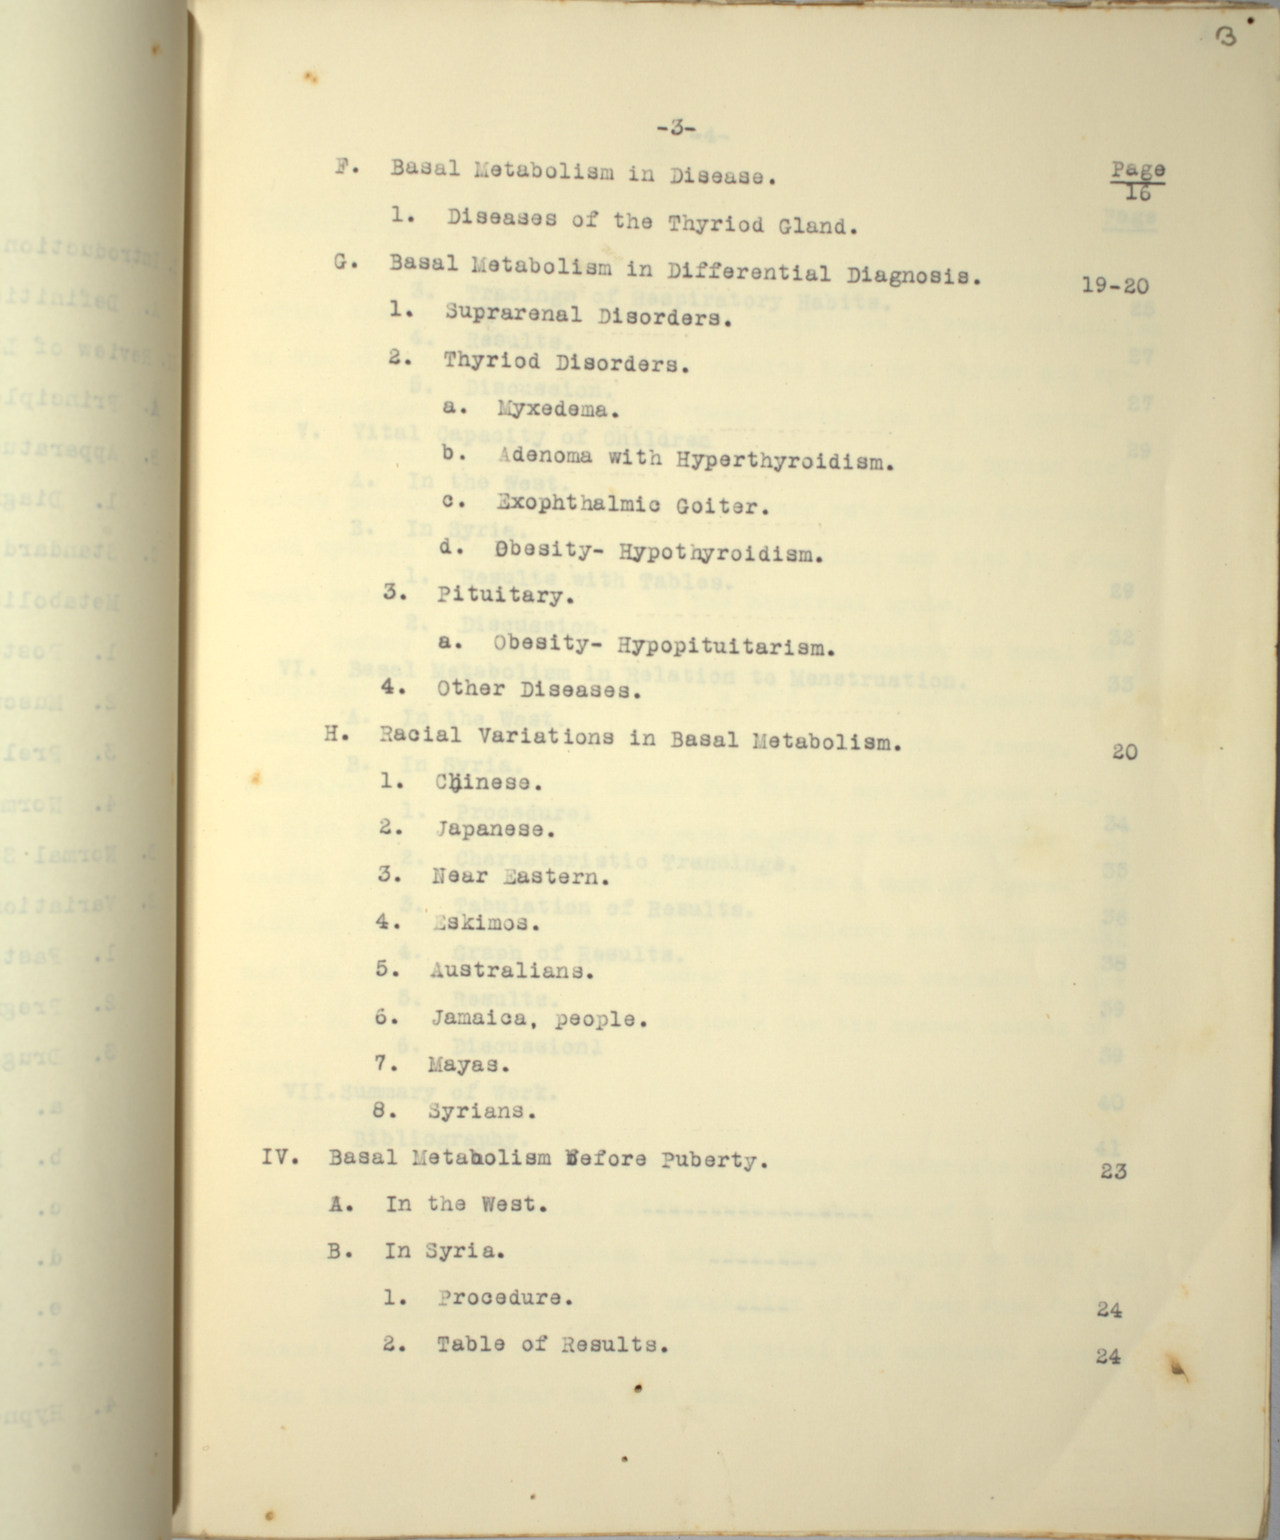 3
-3-
F. Basal Metabolism in Disease. Page
16
1. Diseases of the Thyriod Gland.
G. Basal Metabolism in Differential Diagnosis. 19-20
1. Suprarenal Disorders.
2. Thyriod Disorders.
a. Myxedema.
b. Adenoma with Hyperthyroidism.
c. Exophthalmic Goiter.
d. Obesity- Hypothyroidism.
3. Pituitary.
a. Obesity- Hypopituitarism.
4. Other Diseases.
H. Racial Variations in Basal Metabolism. 20
1. Chinese.
2. Japanese.
3. Near Eastern.
4. Eskimos.
5. Australians.
6. Jamaica, people.
7. Mayas.
8. Syrians.
IV. Basal Metabolism Before Puberty. 23
A. In the West.
B. In Syria.
1. Procedure. 24
2. Table of Results. 24